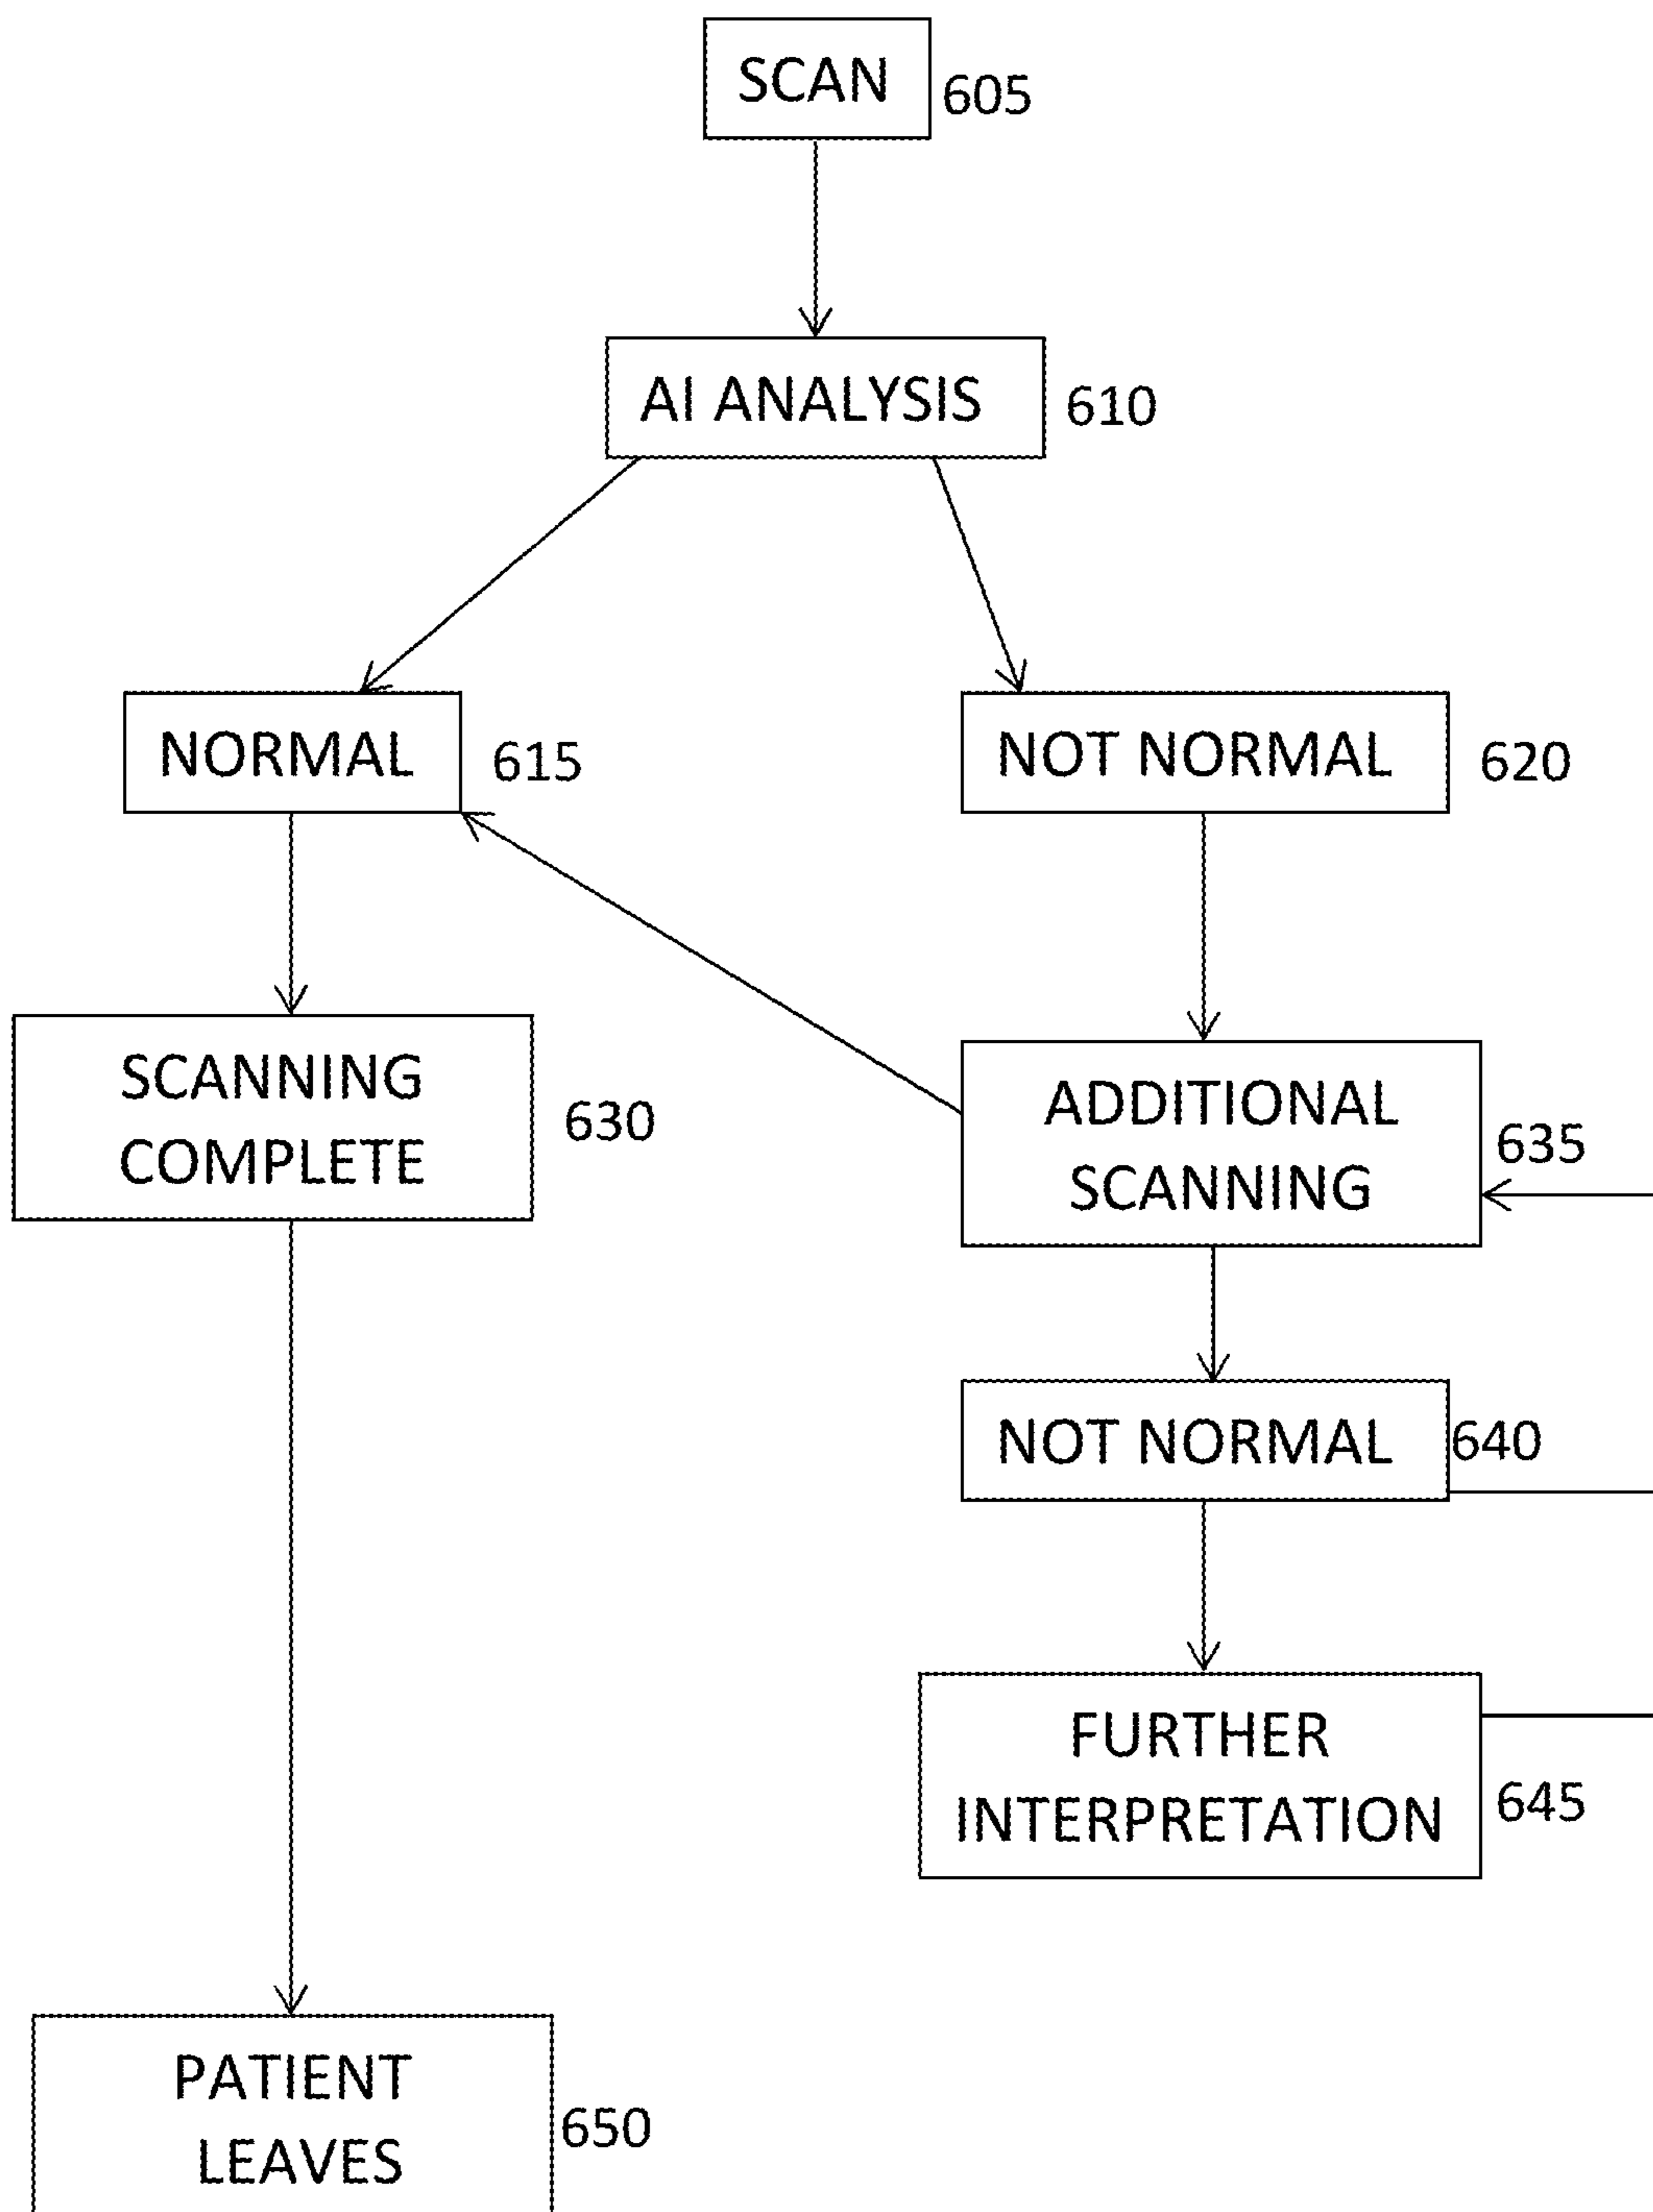 SCAN
605
AI ANALYSIS
610
NORMAL
615
NOT NORMAL
620
SCANNING
COMPLETE
630
ADDITIONAL
SCANNING
635
NOT NORMAL
640
FURTHER
INTERPRETATION
645
PATIENT
LEAVES
650